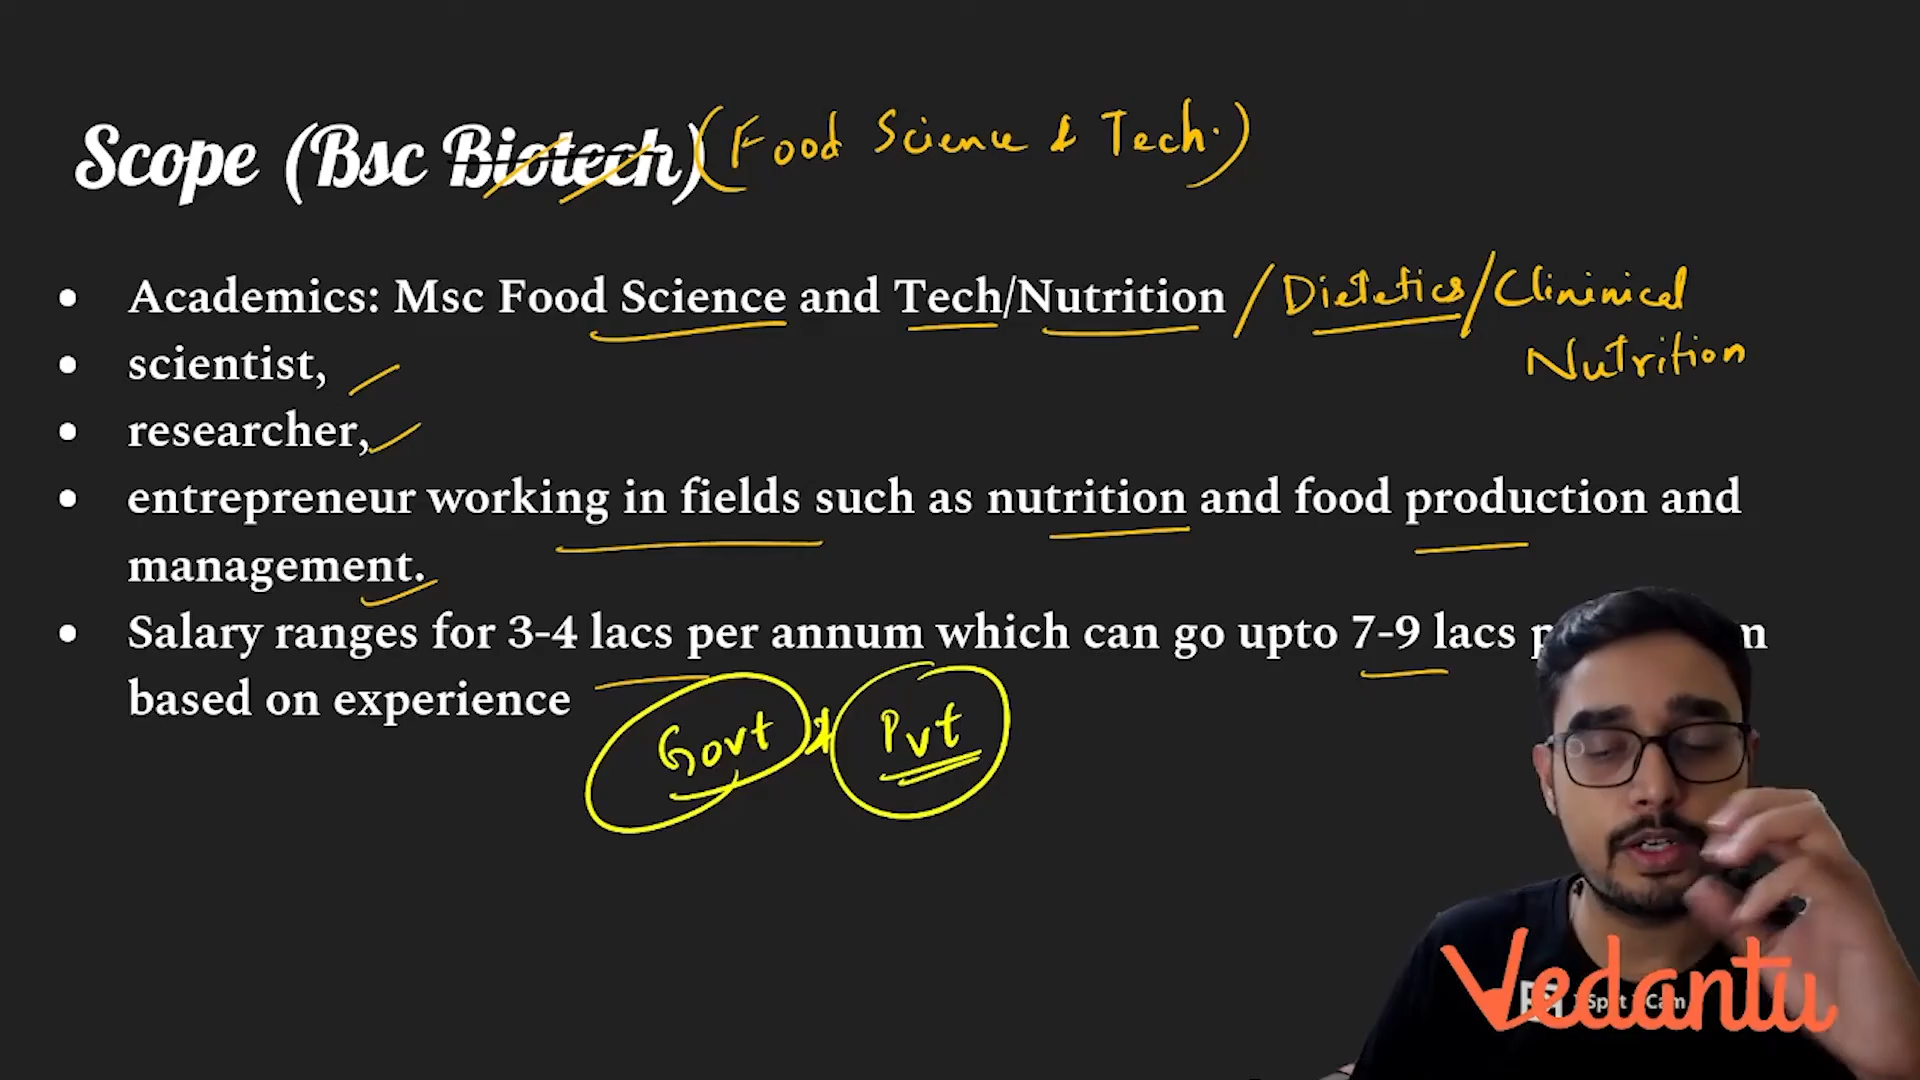 Scope (Bsc Biotech) (Food Science & Tech.)
• Academics: Msc Food Science and Tech/Nutrition / Dietetics / Clininical
Nutrition
• scientist,
• researcher,
• entrepreneur working in fields such as nutrition and food production and
management.
• Salary ranges for 3-4 lacs per annum which can go upto 7-9 lacs
based on experience
Govt & Pvt
Vedantu